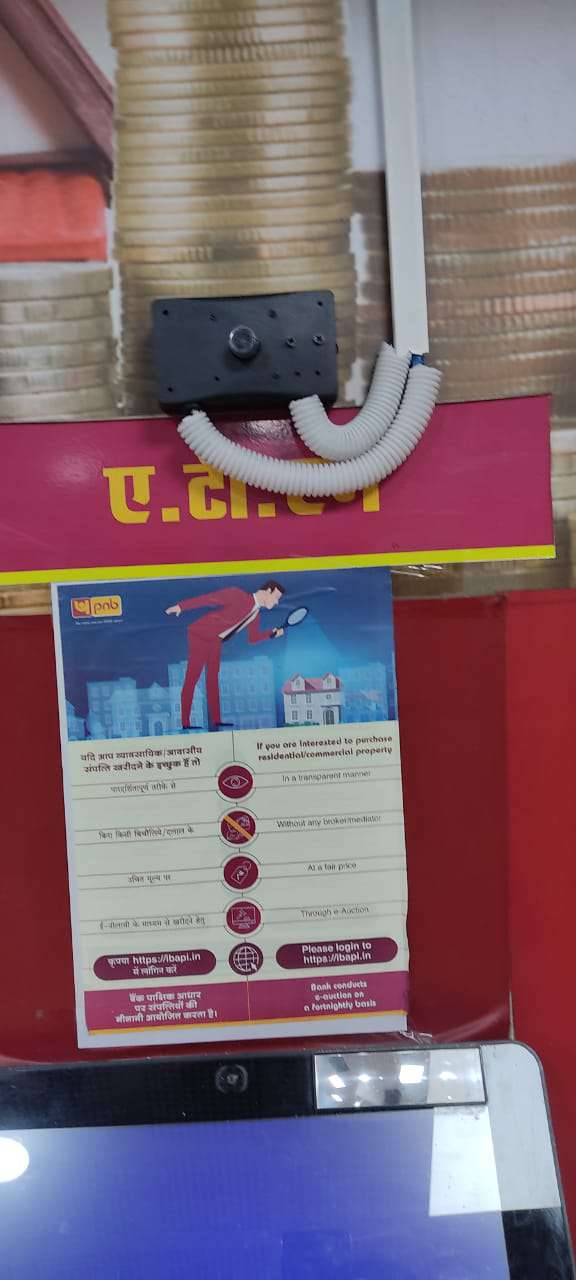 ए.टी.एम
pnb
यदि आप व्यावसायिक/आवासीय
संपत्ति खरीदने के इच्छुक हैं तो
If you are interested to purchase
residential/commercial property
पारदर्शितापूर्ण तरीके से
In a transparent manner
बिना किसी बिचौलिये/दलाल के
Without any broker/mediator
उचित मूल्य पर
At a fair price
ई-नीलामी के माध्यम से खरीदने हेतु
Through e-Auction
कृपया https://ibapi.in
में लॉगिन करें
Please login to
https://ibapi.in
बैंक पाक्षिक आधार
पर संपत्तियों की
नीलामी आयोजित करता है।
Bank conducts
e-auction on
a fortnightly basis